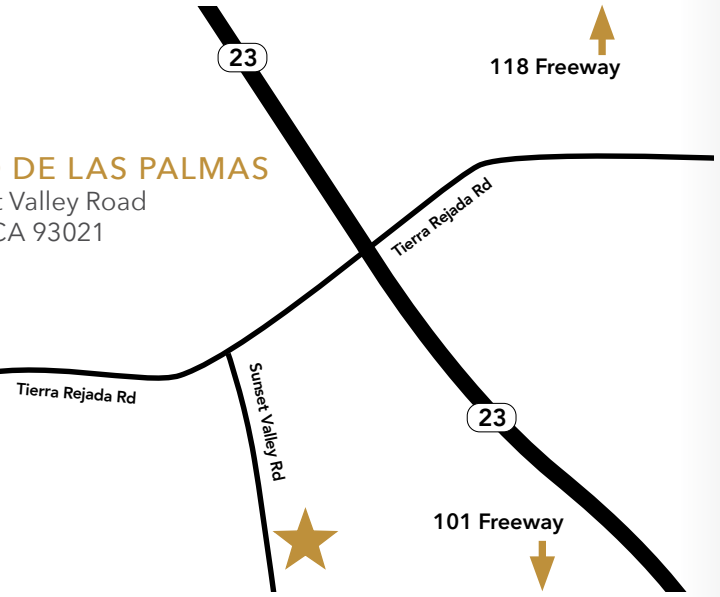 23
118 Freeway
DE LAS PALMAS
Valley Road
CA 93021
Tierra Rejada Rd
Tierra Rejada Rd
Sunset Valley Rd
23
101 Freeway